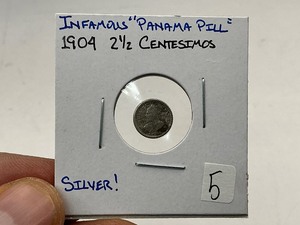 INFAMOUS "PANAMA PILL"
1904 2½ CENTESIMOS
SILVER!
5